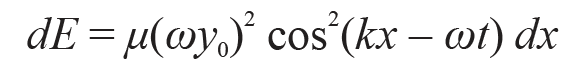 dE = μ(ωy₀)² cos²(kx – ωt) dx